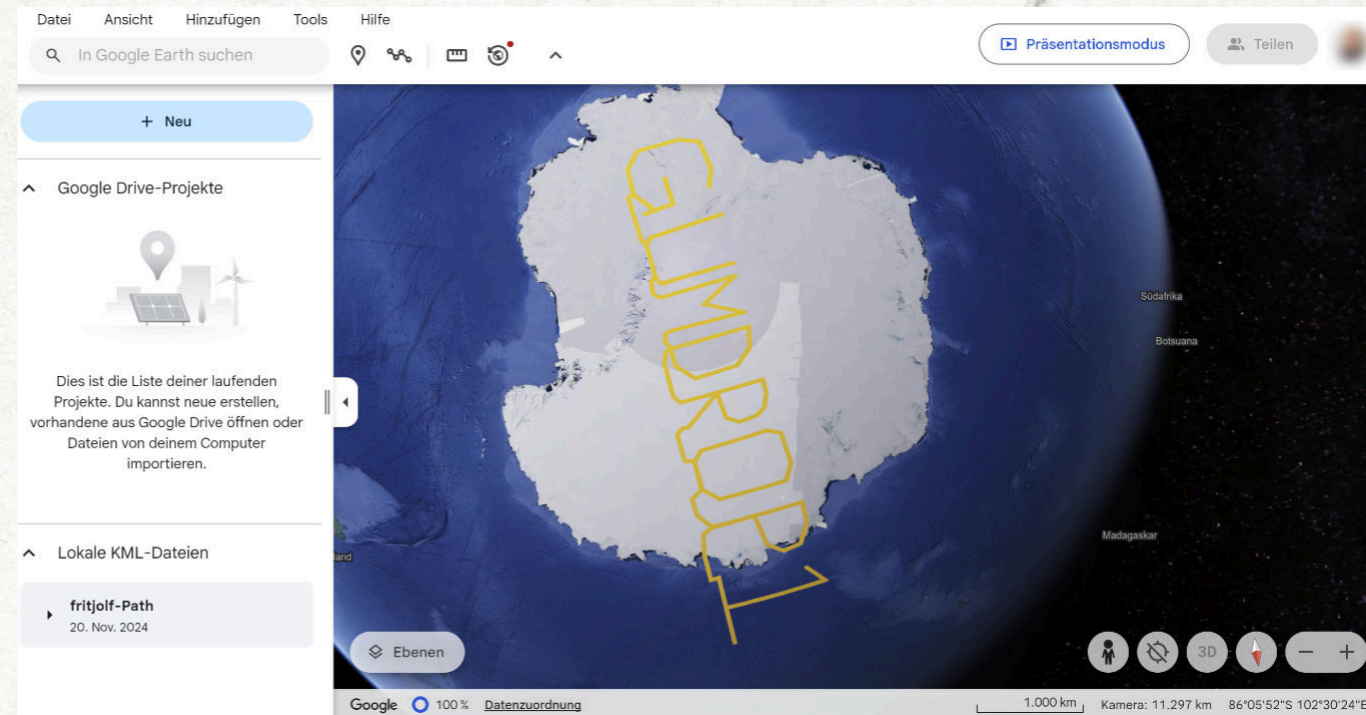 Datei Ansicht Hinzufügen Tools Hilfe
In Google Earth suchen
Präsentationsmodus
Teilen
+ Neu
Google Drive-Projekte
Dies ist die Liste deiner laufenden
Projekte. Du kannst neue erstellen,
vorhandene aus Google Drive öffnen oder
Dateien von deinem Computer
importieren.
Lokale KML-Dateien
fritjolf-Path
20. Nov. 2024
GLIMDROP1
Südafrika
Botsuana
Madagaskar
land
Ebenen
3D
Google 100 % Datenzuordnung
1.000 km Kamera: 11.297 km 86°05'52"S 102°30'24"E